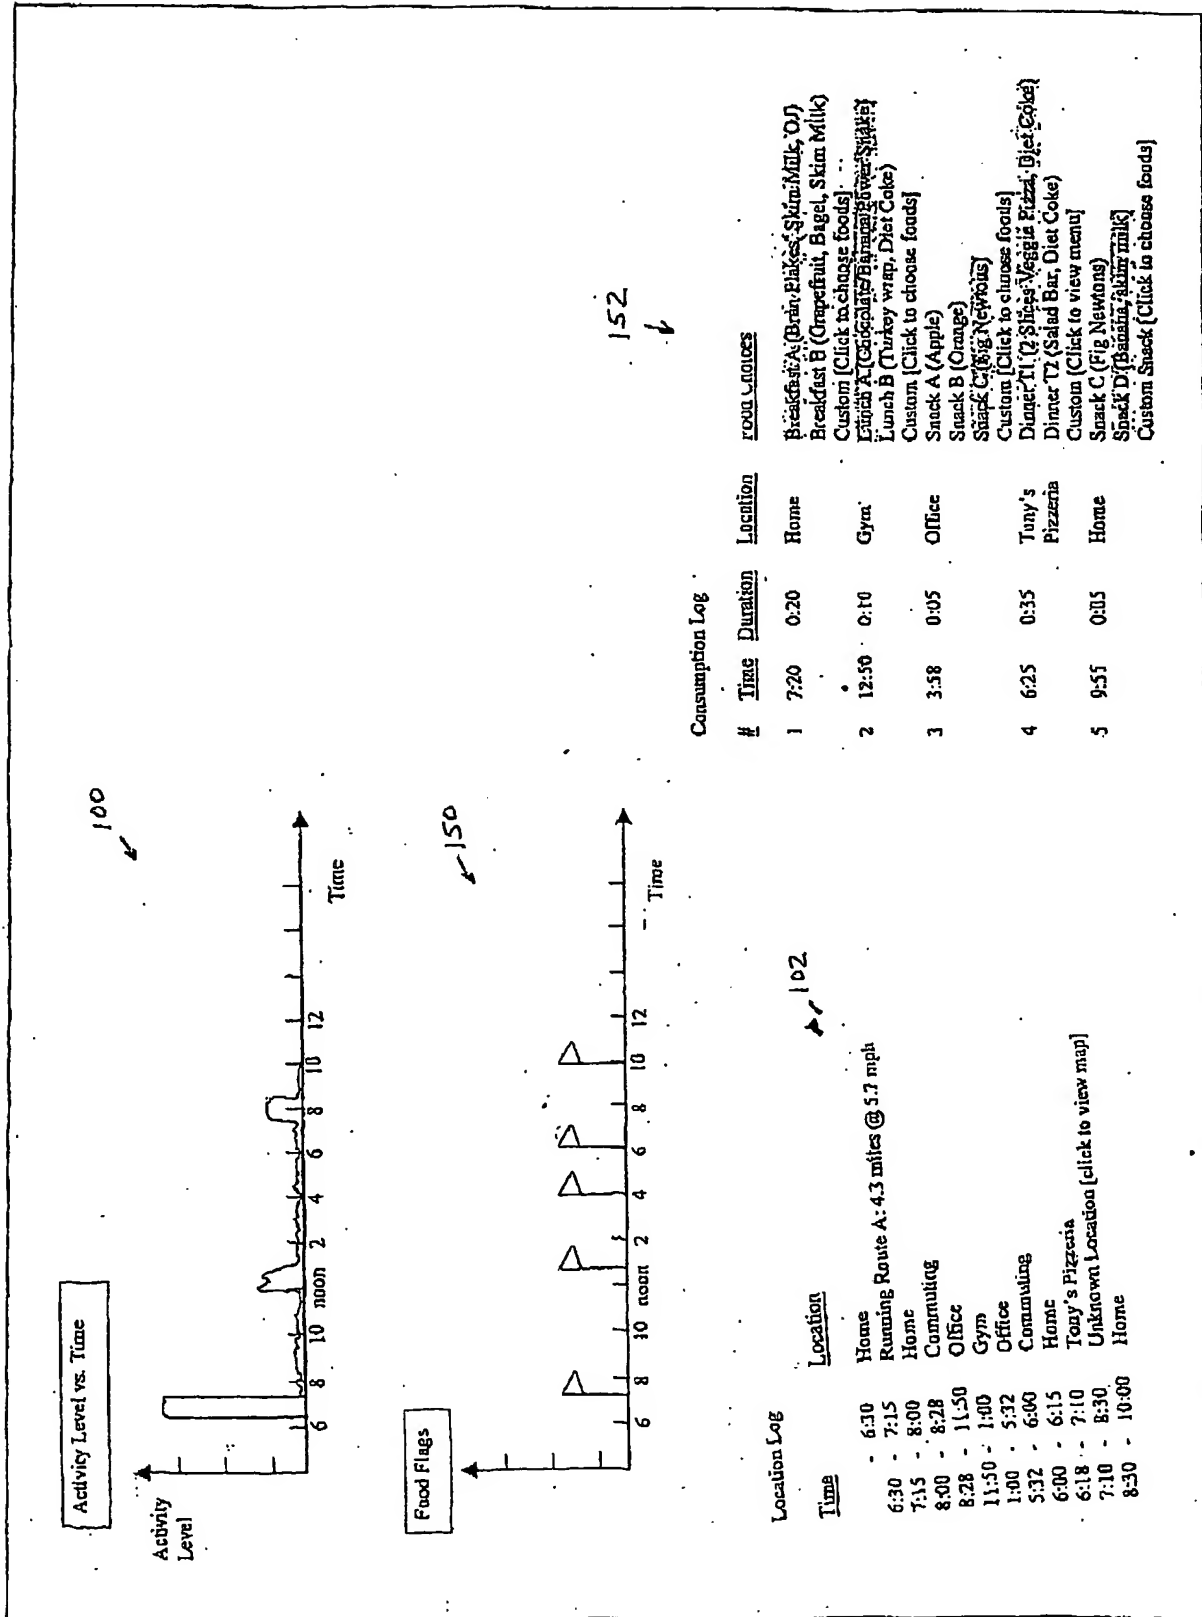 Activity Level vs. Time
100
Activity
Level
6 8 10 noon 2 4 6 8 10 12
Time
Food Flags
150
6 8 10 noon 2 4 6 8 10 12
Time
Location Log
102
Time Location
- 6:30 Home
6:30 - 7:15 Running Route A: 4.3 miles @ 5.7 mph
7:15 - 8:00 Home
8:00 - 8:28 Commuting
8:28 - 11:50 Office
11:50 - 1:00 Gym
1:00 - 5:32 Office
5:32 - 6:00 Commuting
6:00 - 6:15 Home
6:18 - 7:10 Tony's Pizzeria
7:10 - 8:30 Unknown Location [click to view map]
8:30 - 10:00 Home
152
Consumption Log
# Time Duration Location Food Choices
1 7:20 0:20 Home Breakfast A (Bran Flakes, Skim Milk, OJ)
Breakfast B (Grapefruit, Bagel, Skim Milk)
Custom [Click to choose foods]
2 12:50 0:10 Gym Lunch A (Chocolate/Banana Power Shake)
Lunch B (Turkey wrap, Diet Coke)
Custom [Click to choose foods]
3 3:58 0:05 Office Snack A (Apple)
Snack B (Orange)
Snack C (Fig Newtons)
Custom [Click to choose foods]
4 6:25 0:35 Tony's Dinner T1 (2 Slices Veggie Pizza, Diet Coke)
Pizzeria Dinner T2 (Salad Bar, Diet Coke)
Custom [Click to view menu]
5 9:55 0:05 Home Snack C (Fig Newtons)
Snack D (Banana, skim milk)
Custom Snack [Click to choose foods]